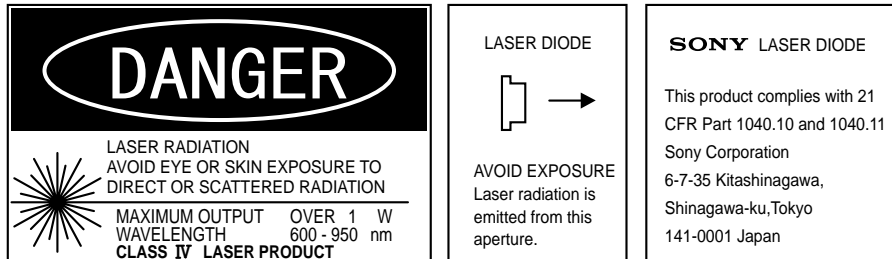 DANGER
LASER RADIATION
AVOID EYE OR SKIN EXPOSURE TO
DIRECT OR SCATTERED RADIATION
MAXIMUM OUTPUT OVER 1 W
WAVELENGTH 600 - 950 nm
CLASS Ⅳ LASER PRODUCT
LASER DIODE
AVOID EXPOSURE
Laser radiation is
emitted from this
aperture.
SONY LASER DIODE
This product complies with 21
CFR Part 1040.10 and 1040.11
Sony Corporation
6-7-35 Kitashinagawa,
Shinagawa-ku,Tokyo
141-0001 Japan